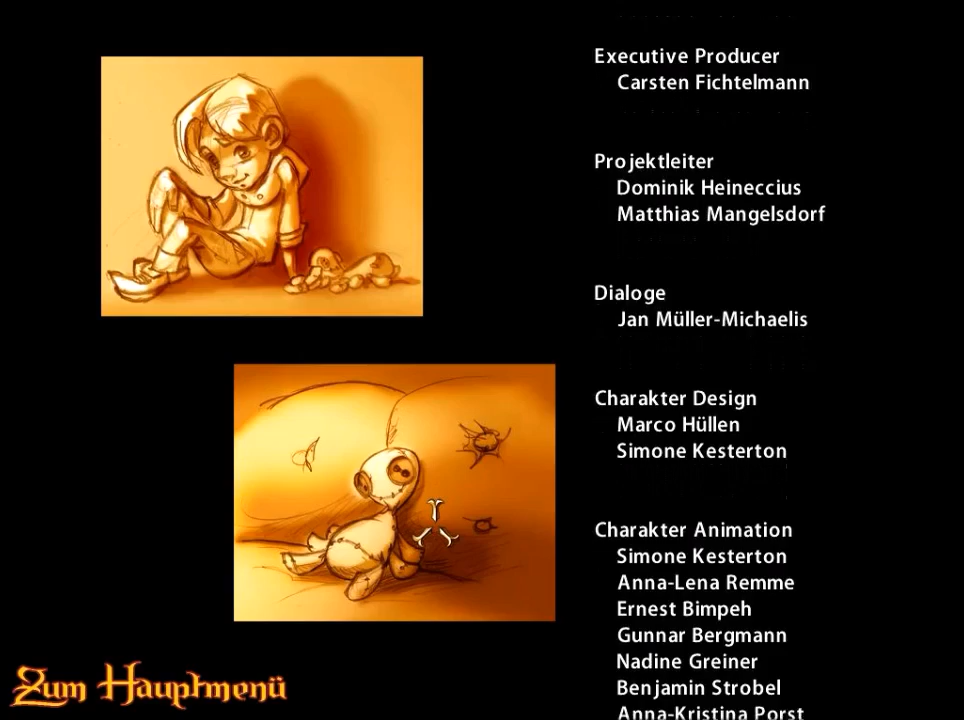 Executive Producer
Carsten Fichtelmann
Projektleiter
Dominik Heineccius
Matthias Mangelsdorf
Dialoge
Jan Müller-Michaelis
Charakter Design
Marco Hüllen
Simone Kesterton
Charakter Animation
Simone Kesterton
Anna-Lena Remme
Ernest Bimpeh
Gunnar Bergmann
Nadine Greiner
Benjamin Strobel
Anna-Kristina Porst
Zum Hauptmenü